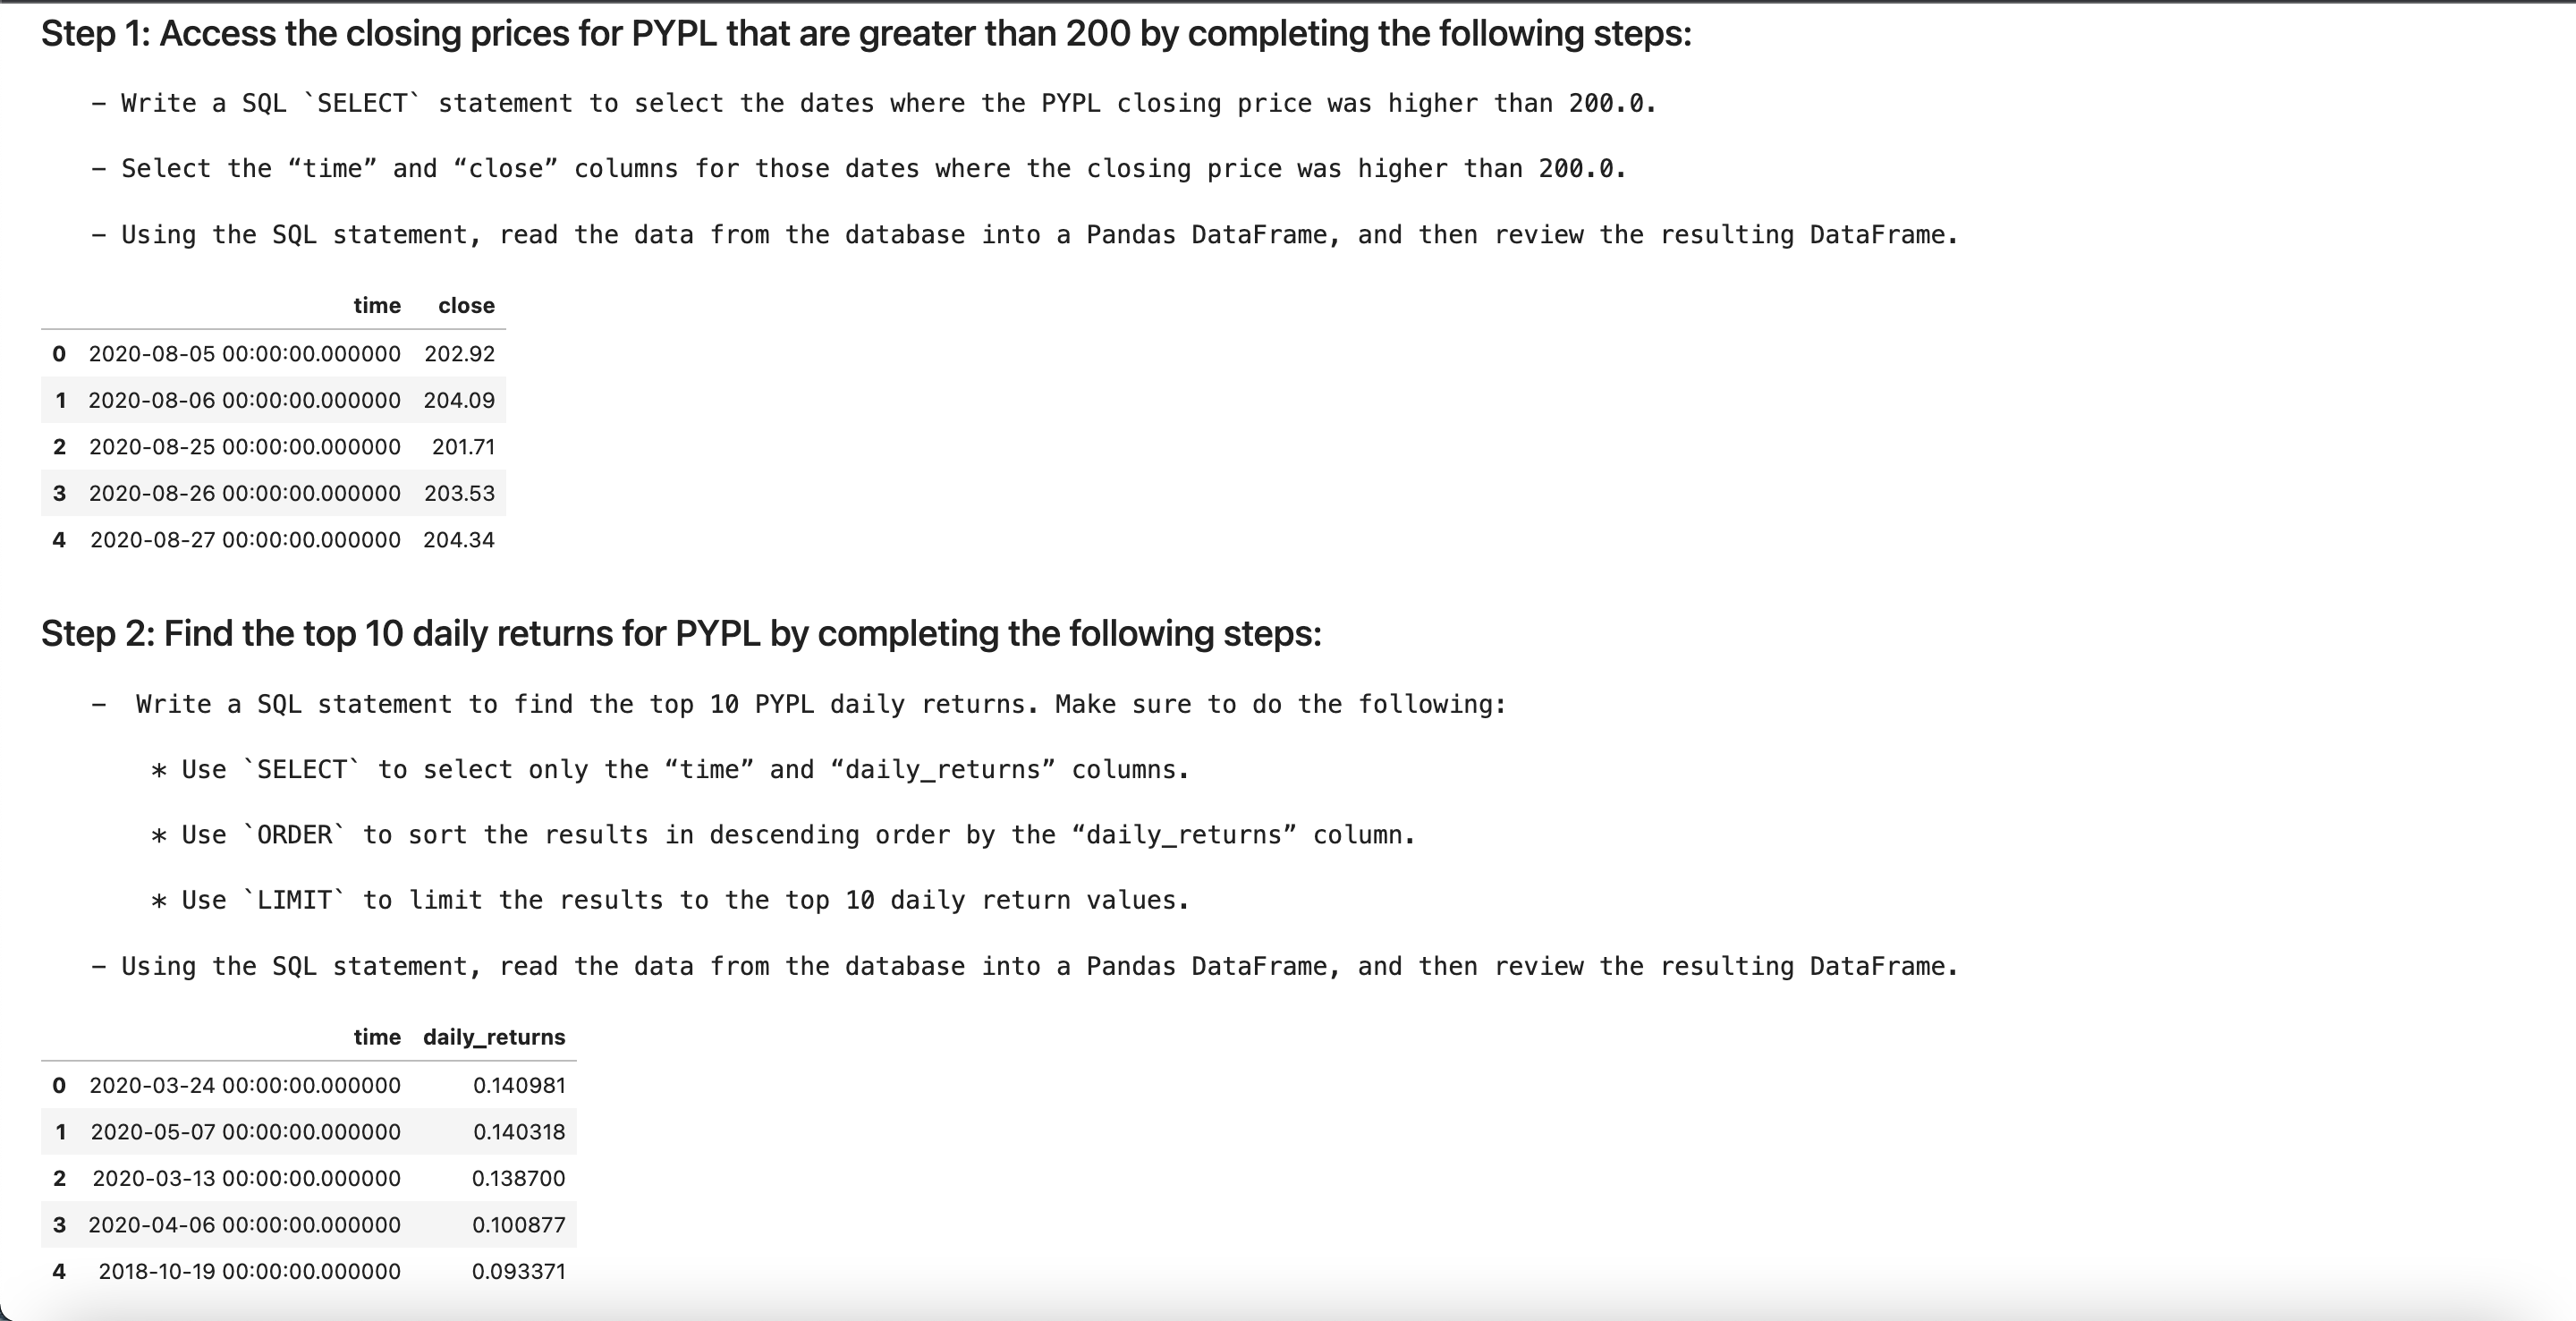 Step 1: Access the closing prices for PYPL that are greater than 200 by completing the following steps:
– Write a SQL `SELECT` statement to select the dates where the PYPL closing price was higher than 200.0.
– Select the “time” and “close” columns for those dates where the closing price was higher than 200.0.
– Using the SQL statement, read the data from the database into a Pandas DataFrame, and then review the resulting DataFrame.
time close
0 2020-08-05 00:00:00.000000 202.92
1 2020-08-06 00:00:00.000000 204.09
2 2020-08-25 00:00:00.000000 201.71
3 2020-08-26 00:00:00.000000 203.53
4 2020-08-27 00:00:00.000000 204.34
Step 2: Find the top 10 daily returns for PYPL by completing the following steps:
– Write a SQL statement to find the top 10 PYPL daily returns. Make sure to do the following:
* Use `SELECT` to select only the “time” and “daily_returns” columns.
* Use `ORDER` to sort the results in descending order by the “daily_returns” column.
* Use `LIMIT` to limit the results to the top 10 daily return values.
– Using the SQL statement, read the data from the database into a Pandas DataFrame, and then review the resulting DataFrame.
time daily_returns
0 2020-03-24 00:00:00.000000 0.140981
1 2020-05-07 00:00:00.000000 0.140318
2 2020-03-13 00:00:00.000000 0.138700
3 2020-04-06 00:00:00.000000 0.100877
4 2018-10-19 00:00:00.000000 0.093371